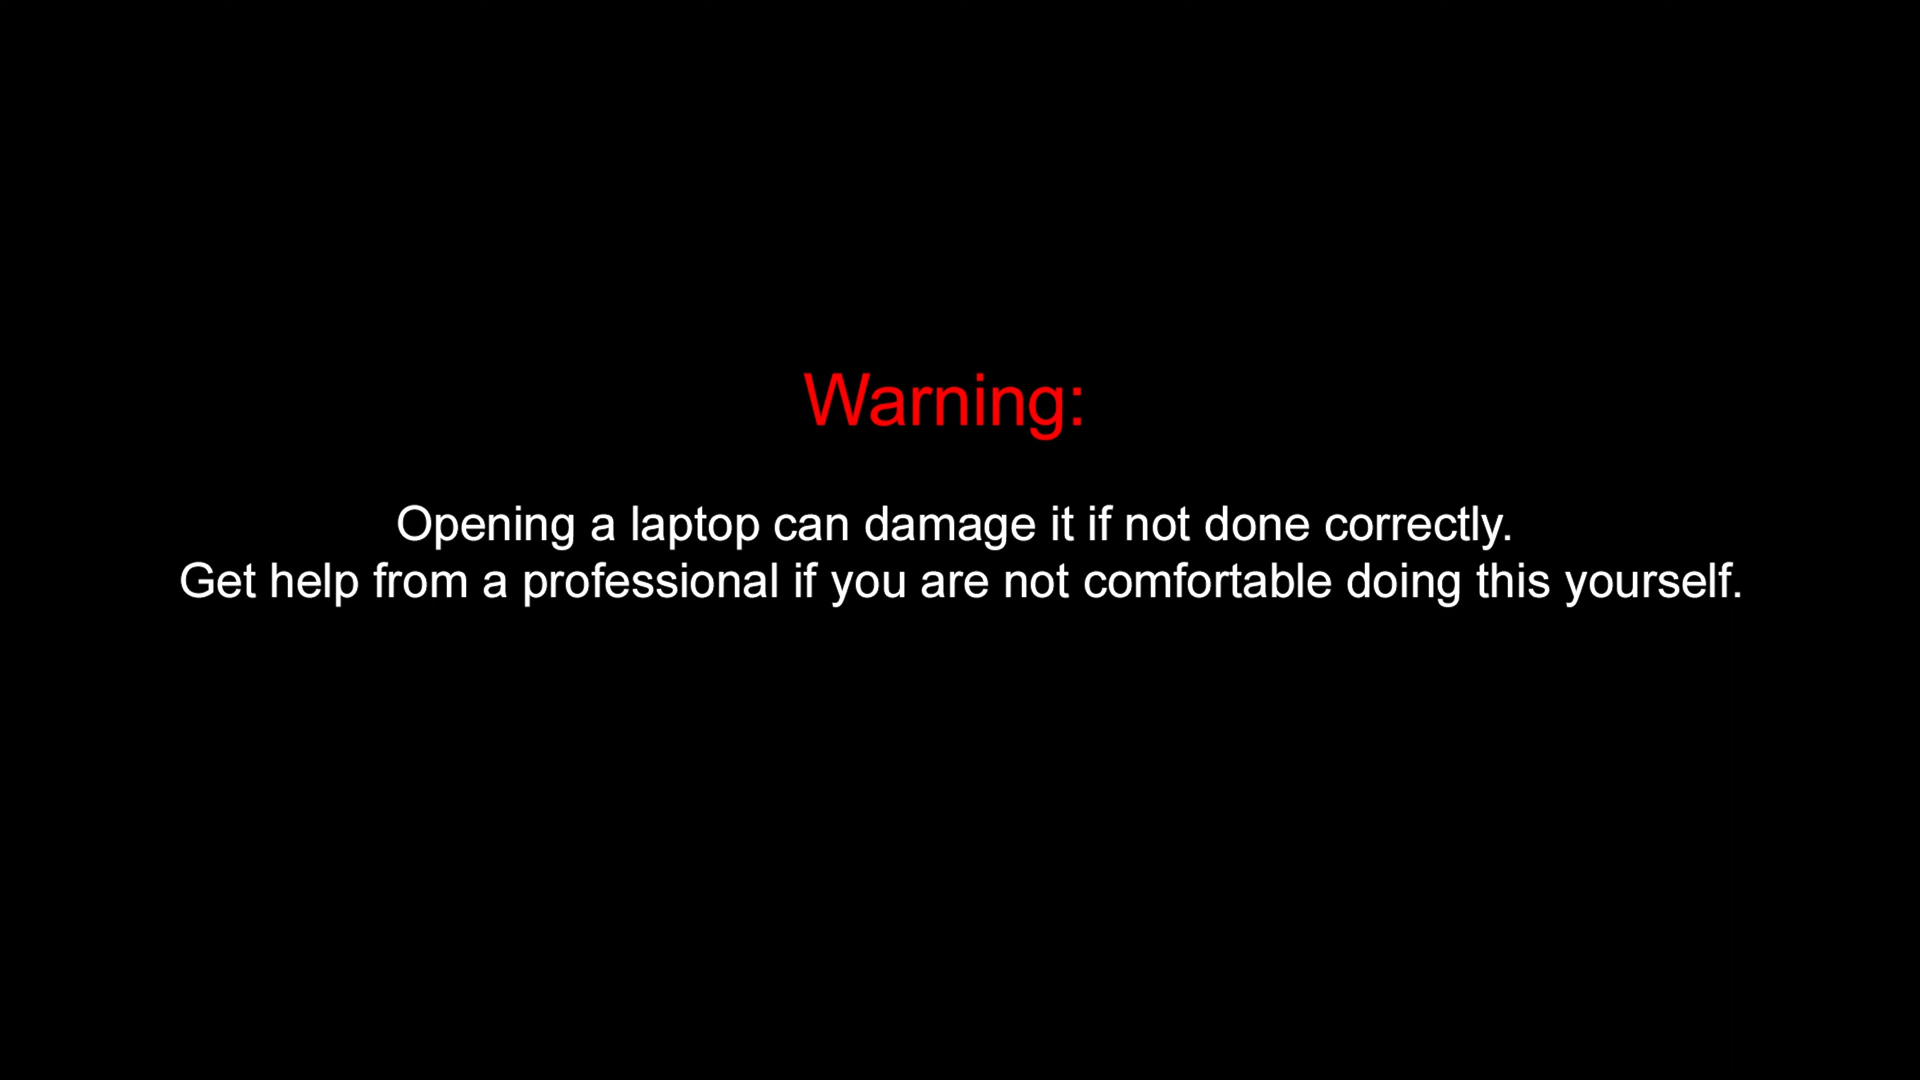 Warning:
Opening a laptop can damage it if not done correctly.
Get help from a professional if you are not comfortable doing this yourself.